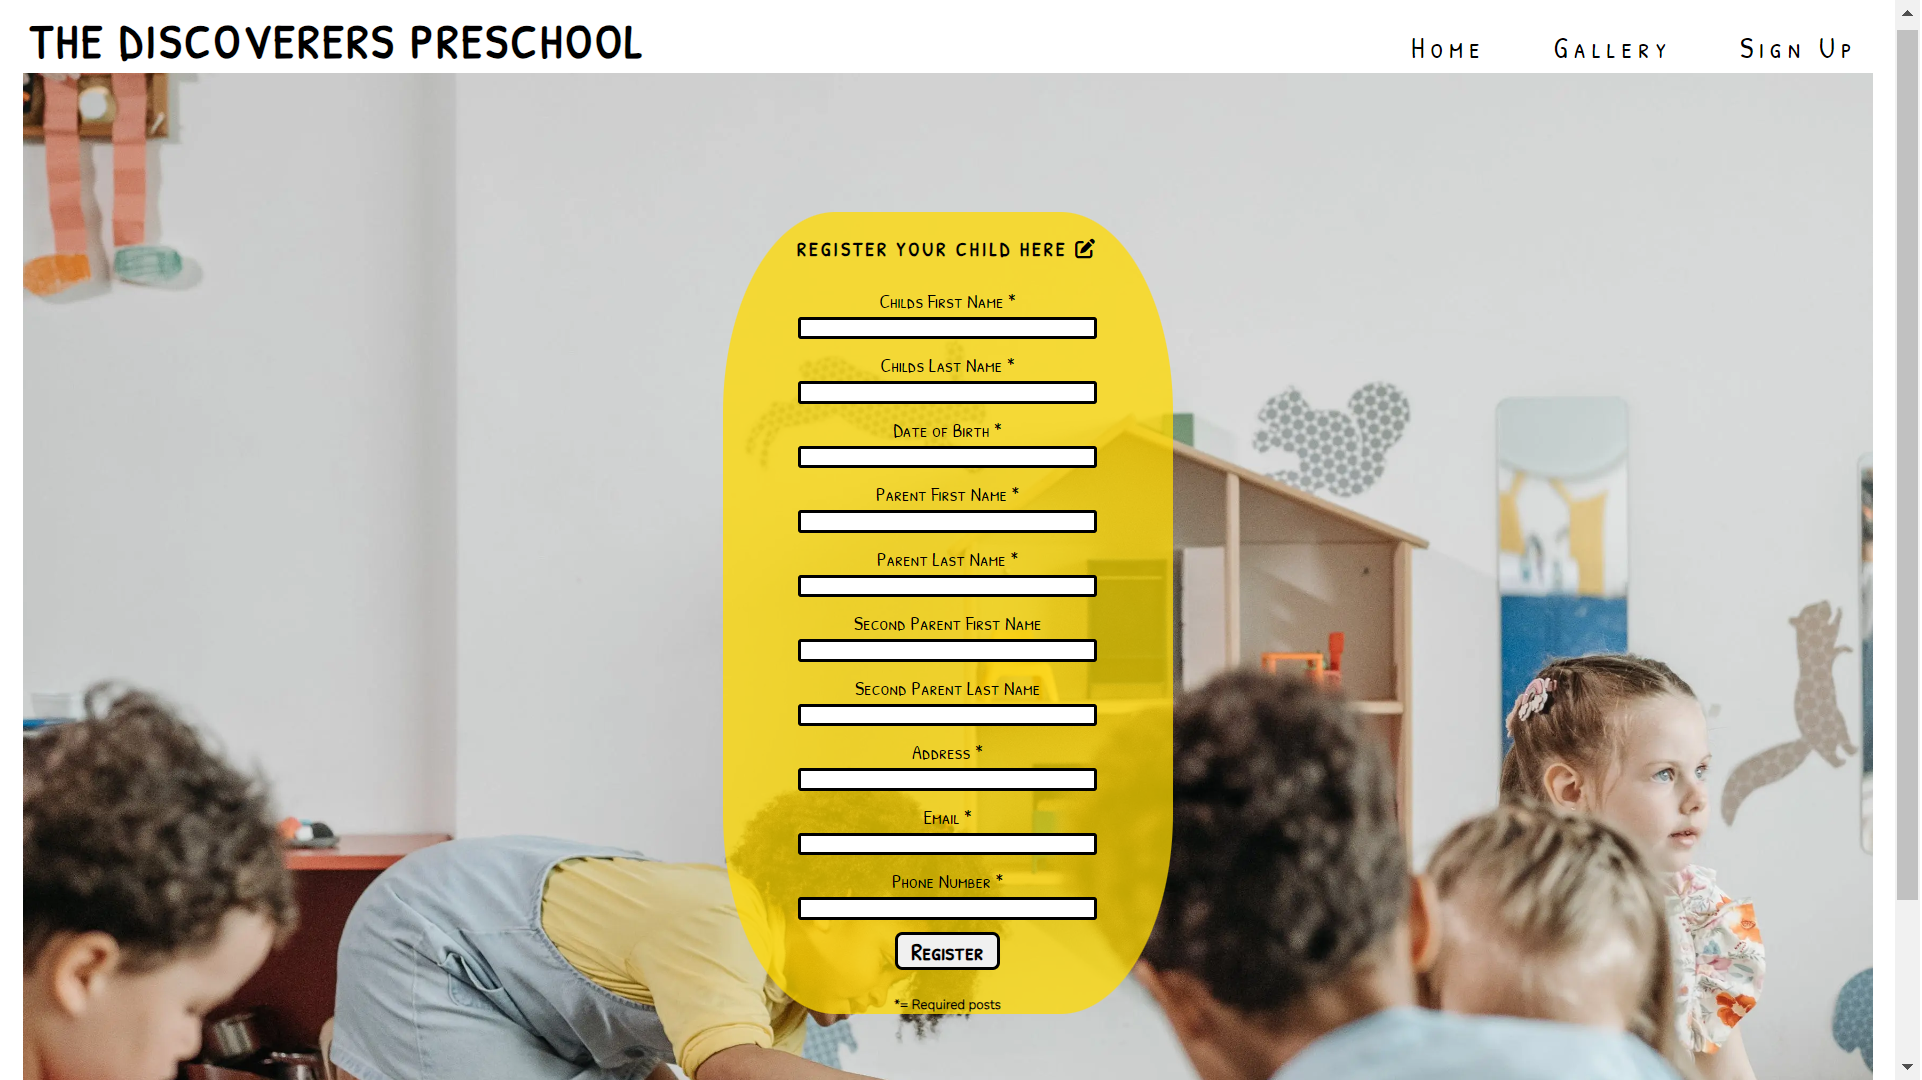 THE DISCOVERERS PRESCHOOL
Home
Gallery
Sign Up
REGISTER YOUR CHILD HERE
Childs First Name *
Childs Last Name *
Date of Birth *
Parent First Name *
Parent Last Name *
Second Parent First Name
Second Parent Last Name
Address *
Email *
Phone Number *
Register
*= Required posts